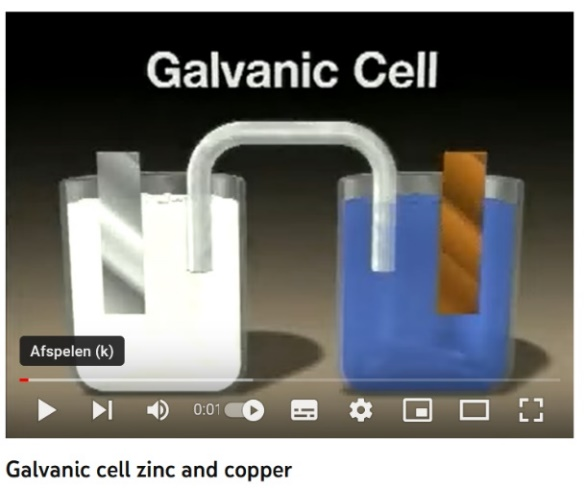 Galvanic Cell
Afspelen (k)
0:01
Galvanic cell zinc and copper